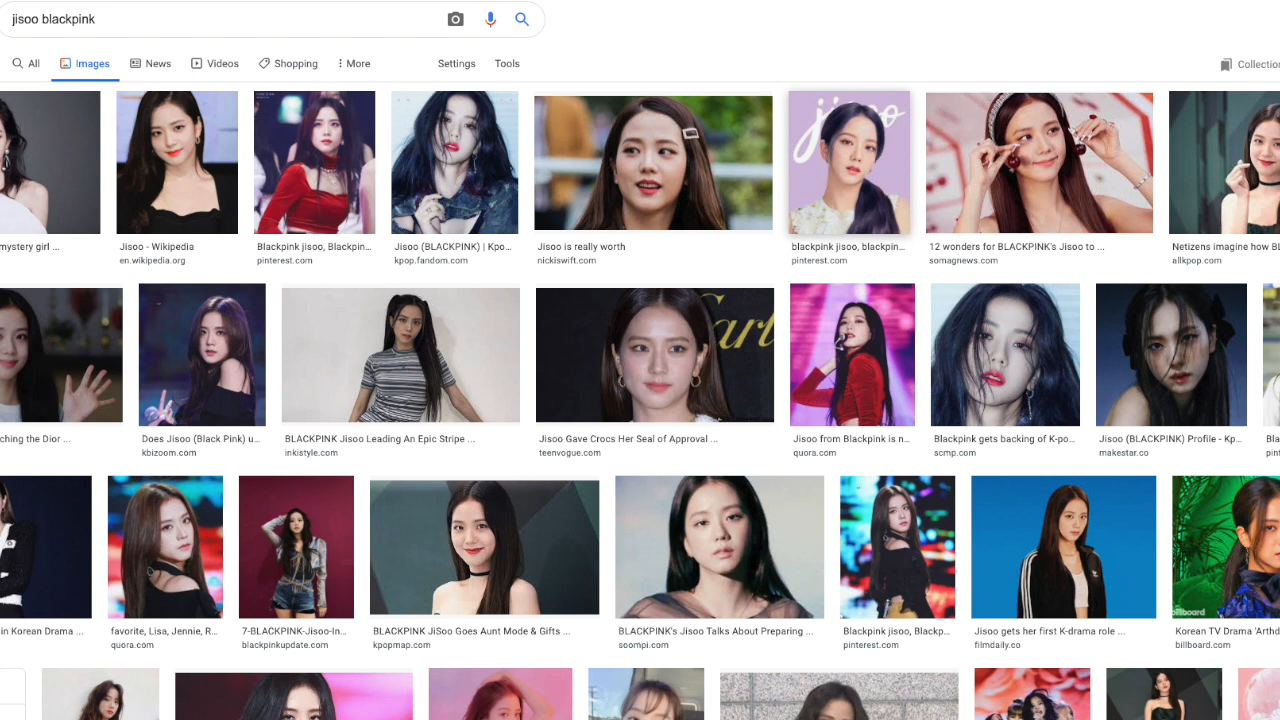 jisoo blackpink
All
Images
News
Videos
Shopping
More
Settings
Tools
Collection
jisoo
mystery girl ...
Jisoo - Wikipedia
en.wikipedia.org
Blackpink jisoo, Blackpin...
pinterest.com
Jisoo (BLACKPINK) | Kpo...
kpop.fandom.com
Jisoo is really worth
nickiswift.com
blackpink jisoo, blackpin...
pinterest.com
12 wonders for BLACKPINK's Jisoo to ...
somagnews.com
Netizens imagine how BL
allkpop.com
Cart
ching the Dior ...
Does Jisoo (Black Pink) u...
kbizoom.com
BLACKPINK Jisoo Leading An Epic Stripe ...
inkistyle.com
Jisoo Gave Crocs Her Seal of Approval ...
teenvogue.com
Jisoo from Blackpink is n...
quora.com
Blackpink gets backing of K-po...
scmp.com
Jisoo (BLACKPINK) Profile - Kp...
makestar.co
Bla
pint
billboard
in Korean Drama ...
favorite, Lisa, Jennie, R...
quora.com
7-BLACKPINK-Jisoo-In...
blackpinkupdate.com
BLACKPINK JiSoo Goes Aunt Mode & Gifts ...
kpopmap.com
BLACKPINK's Jisoo Talks About Preparing ...
soompi.com
Blackpink jisoo, Blackp...
pinterest.com
Jisoo gets her first K-drama role ...
filmdaily.co
Korean TV Drama 'Arthd
billboard.com